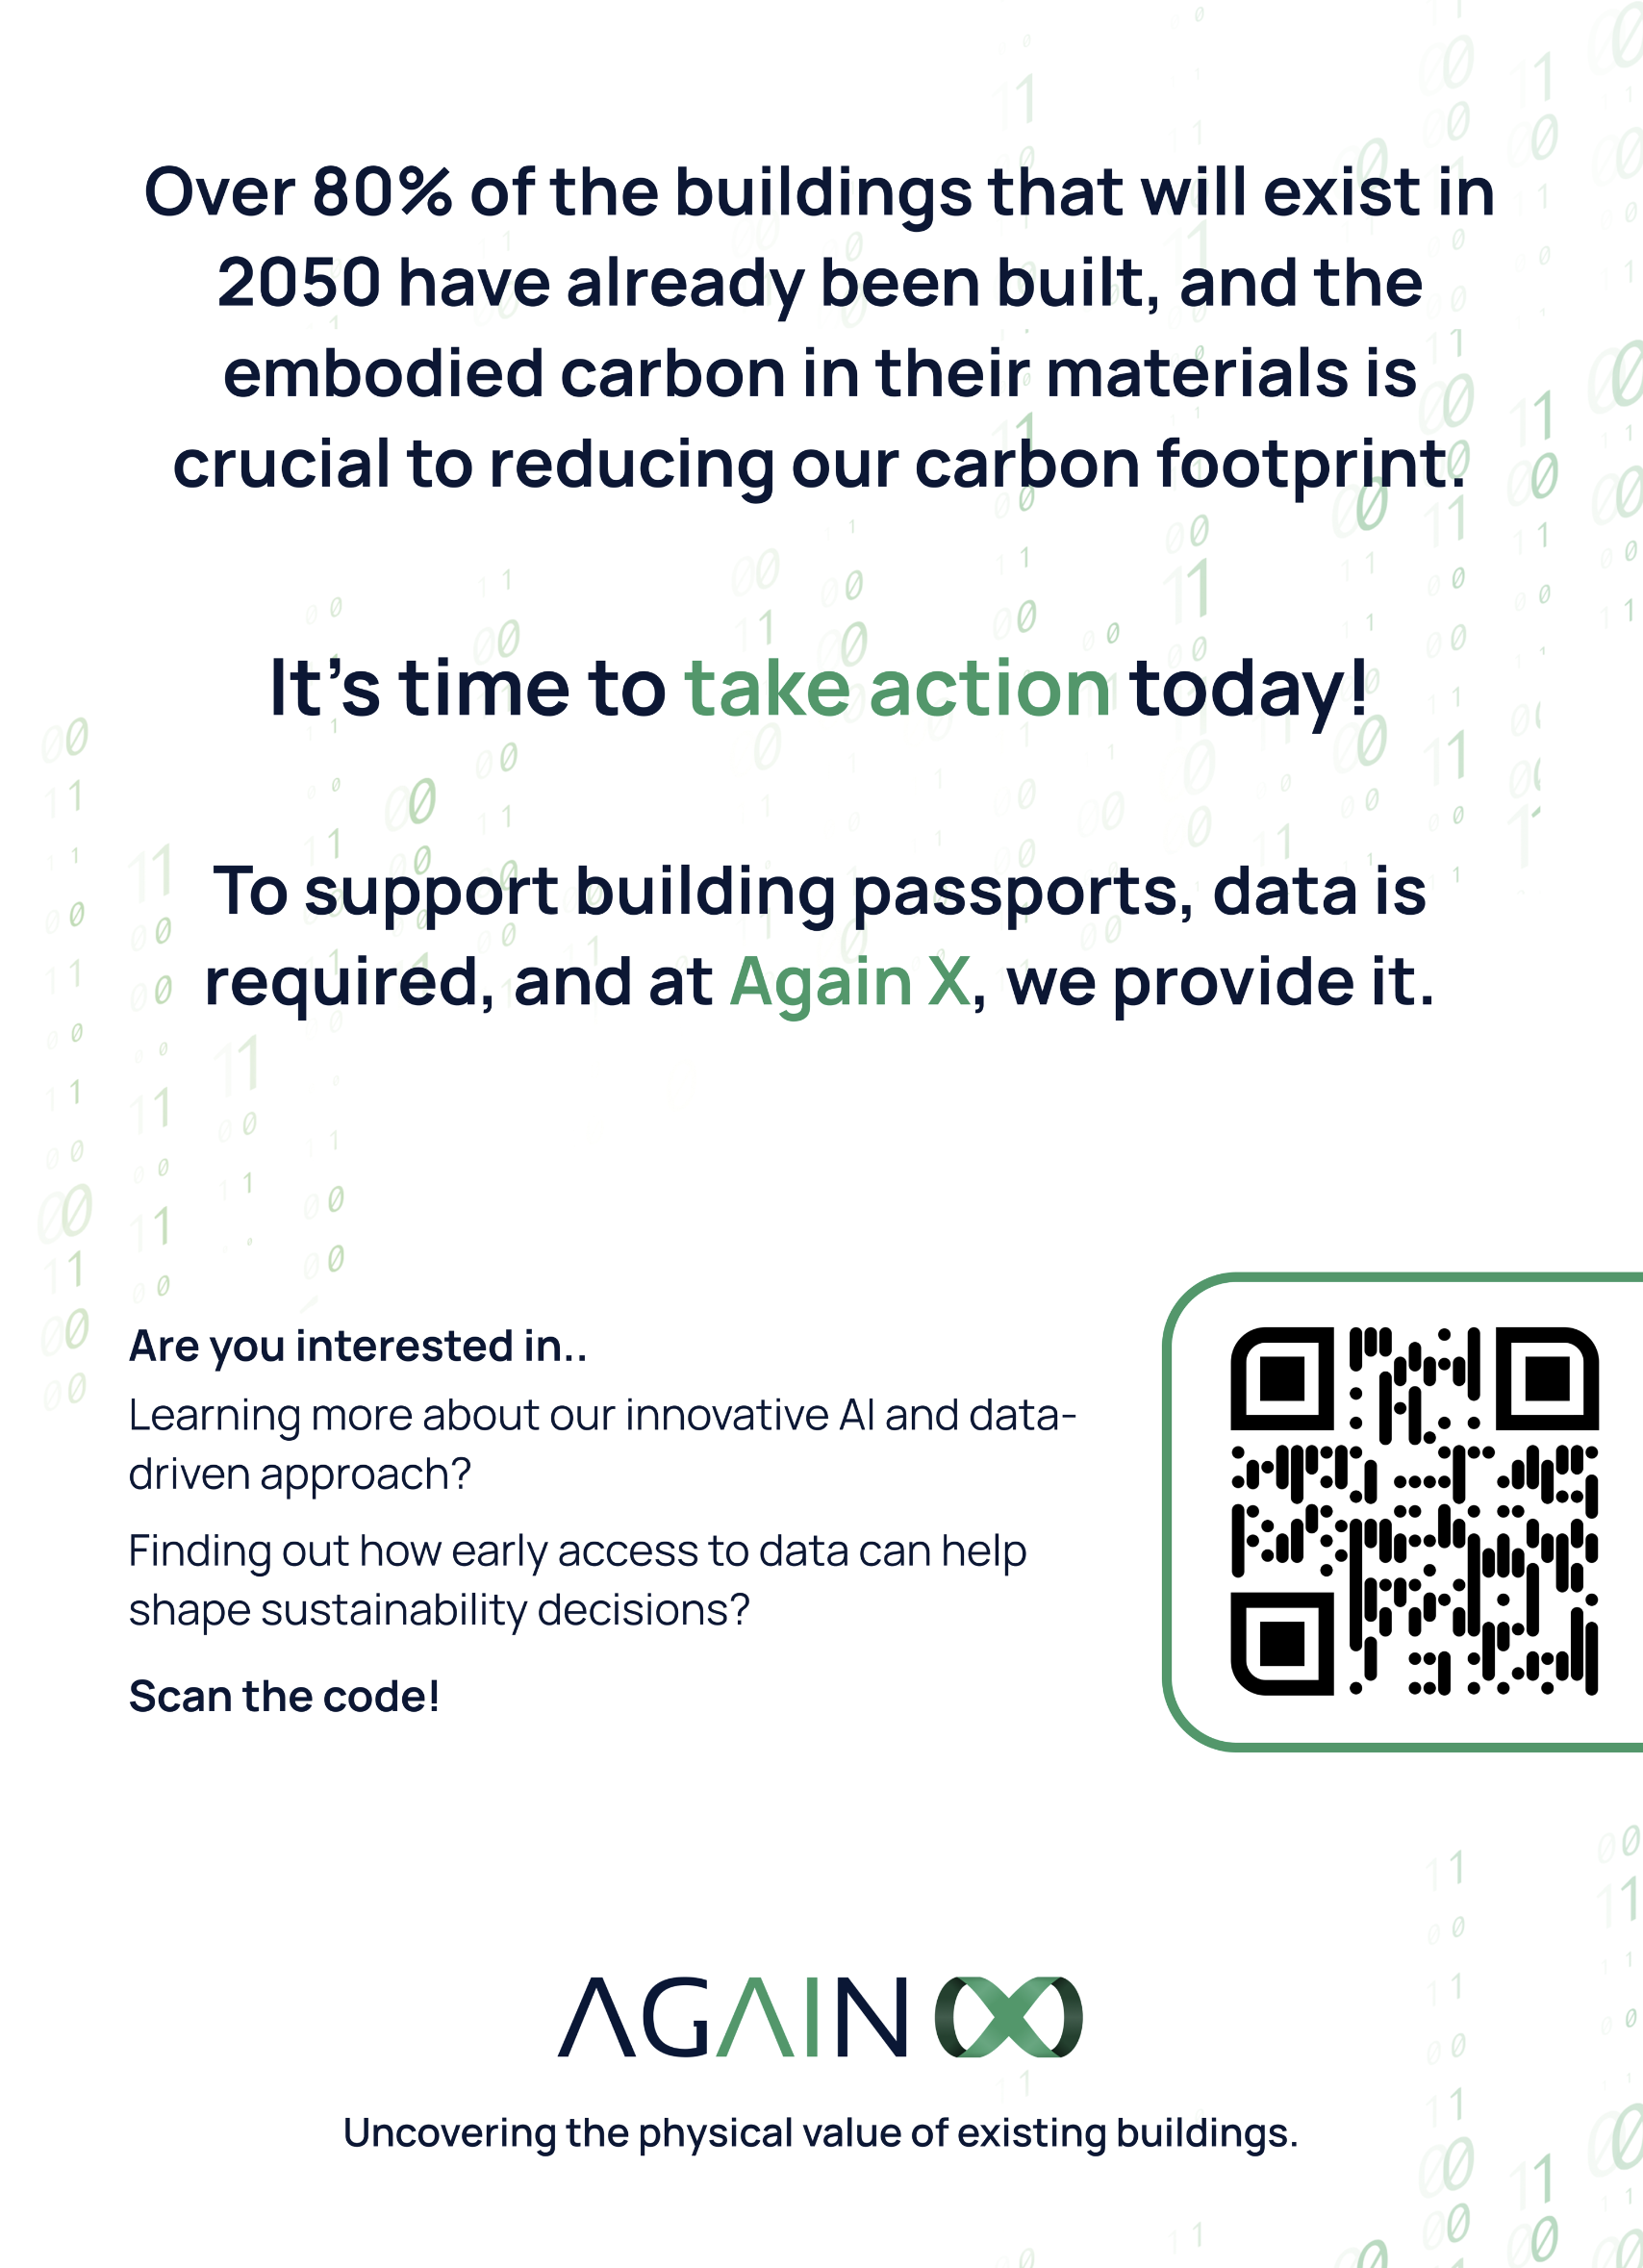 Over 80% of the buildings that will exist in
2050 have already been built, and the
embodied carbon in their materials is
crucial to reducing our carbon footprint.
It’s time to take action today!
To support building passports, data is
required, and at Again X, we provide it.
Are you interested in..
Learning more about our innovative AI and data-
driven approach?
Finding out how early access to data can help
shape sustainability decisions?
Scan the code!
AGAIN X
Uncovering the physical value of existing buildings.